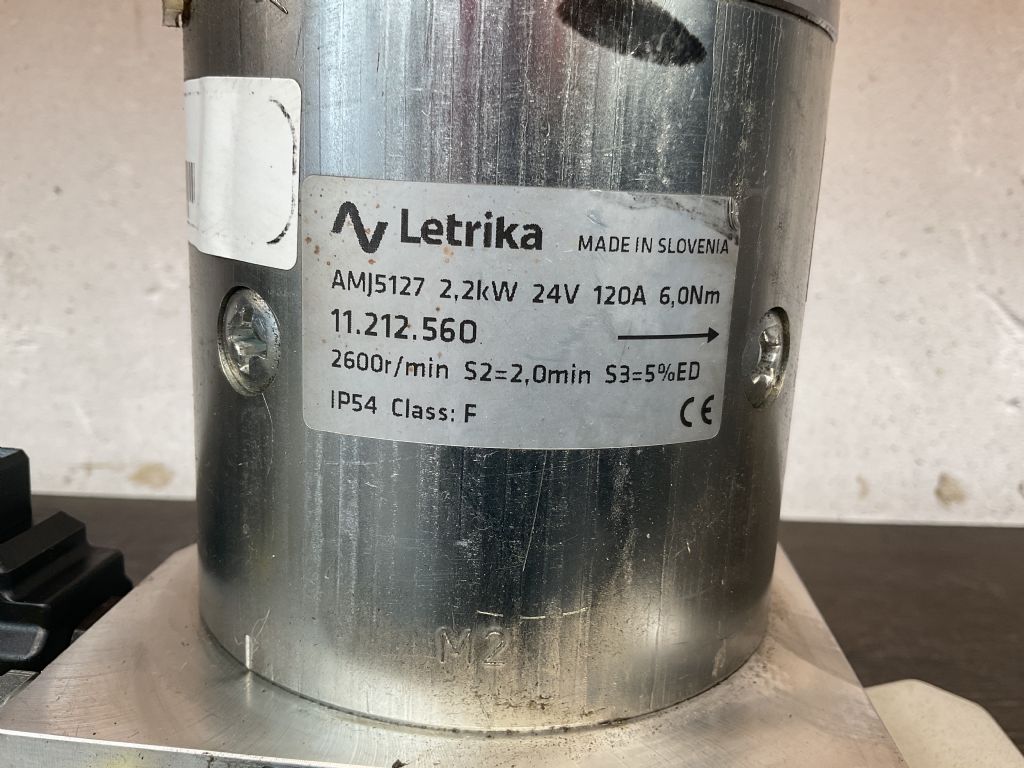 Letrika
MADE IN SLOVENIA
AMJ5127 2,2kW 24V 120A 6,0Nm
11.212.560
2600r/min S2=2,0min S3=5%ED
IP54 Class: F
CE
M2